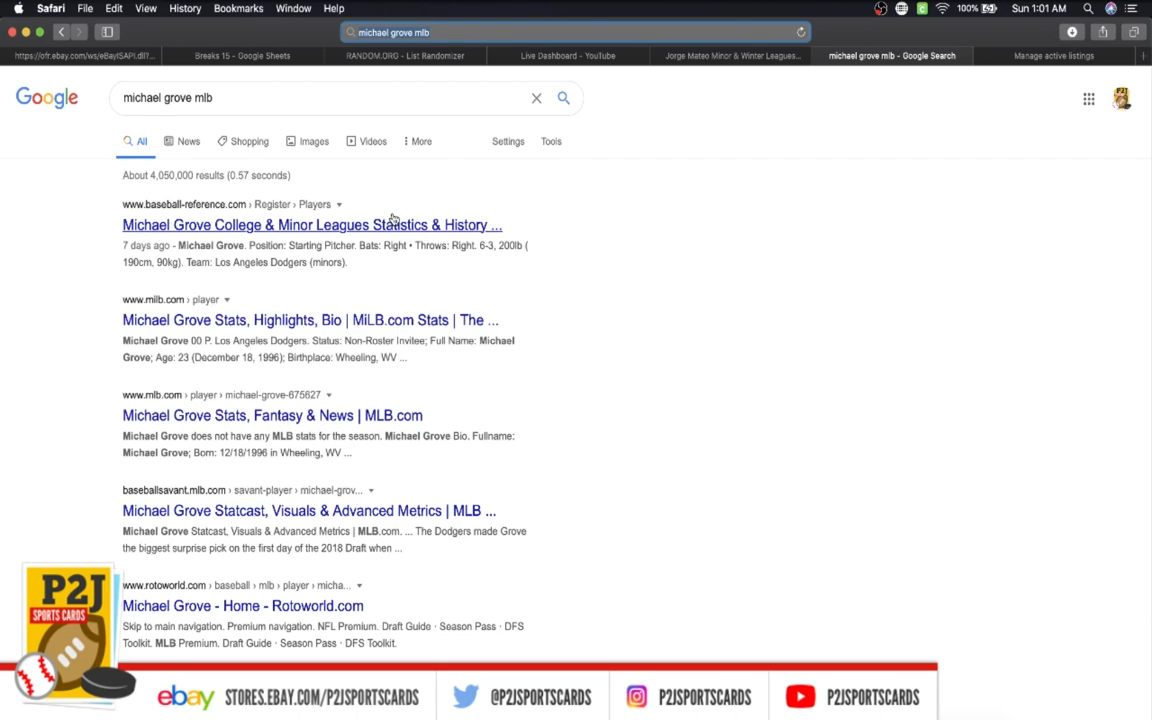 Safari File Edit View History Bookmarks Window Help 100% Sun 1:01 AM
michael grove mlb
https://ofr.ebay.com/ws/eBayISAPI.dll?... Breaks 15 - Google Sheets RANDOM.ORG - List Randomizer Live Dashboard - YouTube Jorge Mateo Minor & Winter Leagues... michael grove mlb - Google Search Manage active listings
Google michael grove mlb
All News Shopping Images Videos More Settings Tools
About 4,050,000 results (0.57 seconds)
www.baseball-reference.com › Register › Players
Michael Grove College & Minor Leagues Statistics & History ...
7 days ago - Michael Grove. Position: Starting Pitcher. Bats: Right • Throws: Right. 6-3, 200lb (
190cm, 90kg). Team: Los Angeles Dodgers (minors).
www.milb.com › player
Michael Grove Stats, Highlights, Bio | MiLB.com Stats | The ...
Michael Grove 00 P. Los Angeles Dodgers. Status: Non-Roster Invitee; Full Name: Michael
Grove; Age: 23 (December 18, 1996); Birthplace: Wheeling, WV ...
www.mlb.com › player › michael-grove-675627
Michael Grove Stats, Fantasy & News | MLB.com
Michael Grove does not have any MLB stats for the season. Michael Grove Bio. Fullname:
Michael Grove; Born: 12/18/1996 in Wheeling, WV ...
baseballsavant.mlb.com › savant-player › michael-grov...
Michael Grove Statcast, Visuals & Advanced Metrics | MLB ...
Michael Grove Statcast, Visuals & Advanced Metrics | MLB.com. ... The Dodgers made Grove
the biggest surprise pick on the first day of the 2018 Draft when ...
www.rotoworld.com › baseball › mlb › player › micha...
Michael Grove - Home - Rotoworld.com
Skip to main navigation. Premium navigation. NFL Premium. Draft Guide · Season Pass · DFS
Toolkit. MLB Premium. Draft Guide · Season Pass · DFS Toolkit.
P2J
SPORTS CARDS
ebay STORES.EBAY.COM/P2JSPORTSCARDS @P2JSPORTSCARDS P2JSPORTSCARDS P2JSPORTSCARDS